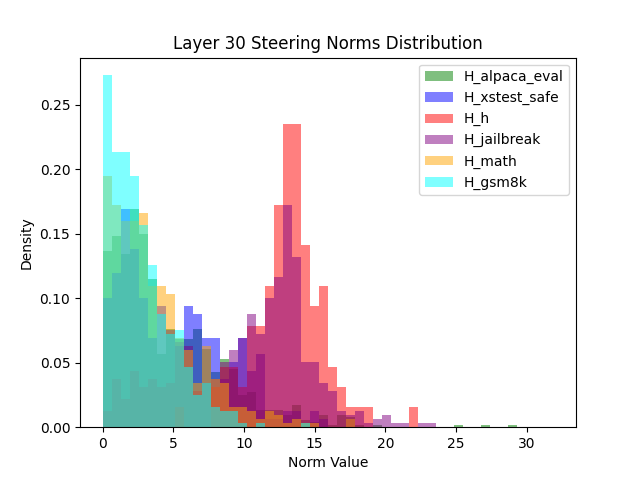 Layer 30 Steering Norms Distribution
H_alpaca_eval
H_xstest_safe
H_h
H_jailbreak
H_math
H_gsm8k
Density
0.25
0.20
0.15
0.10
0.05
0.00
0 5 10 15 20 25 30
Norm Value